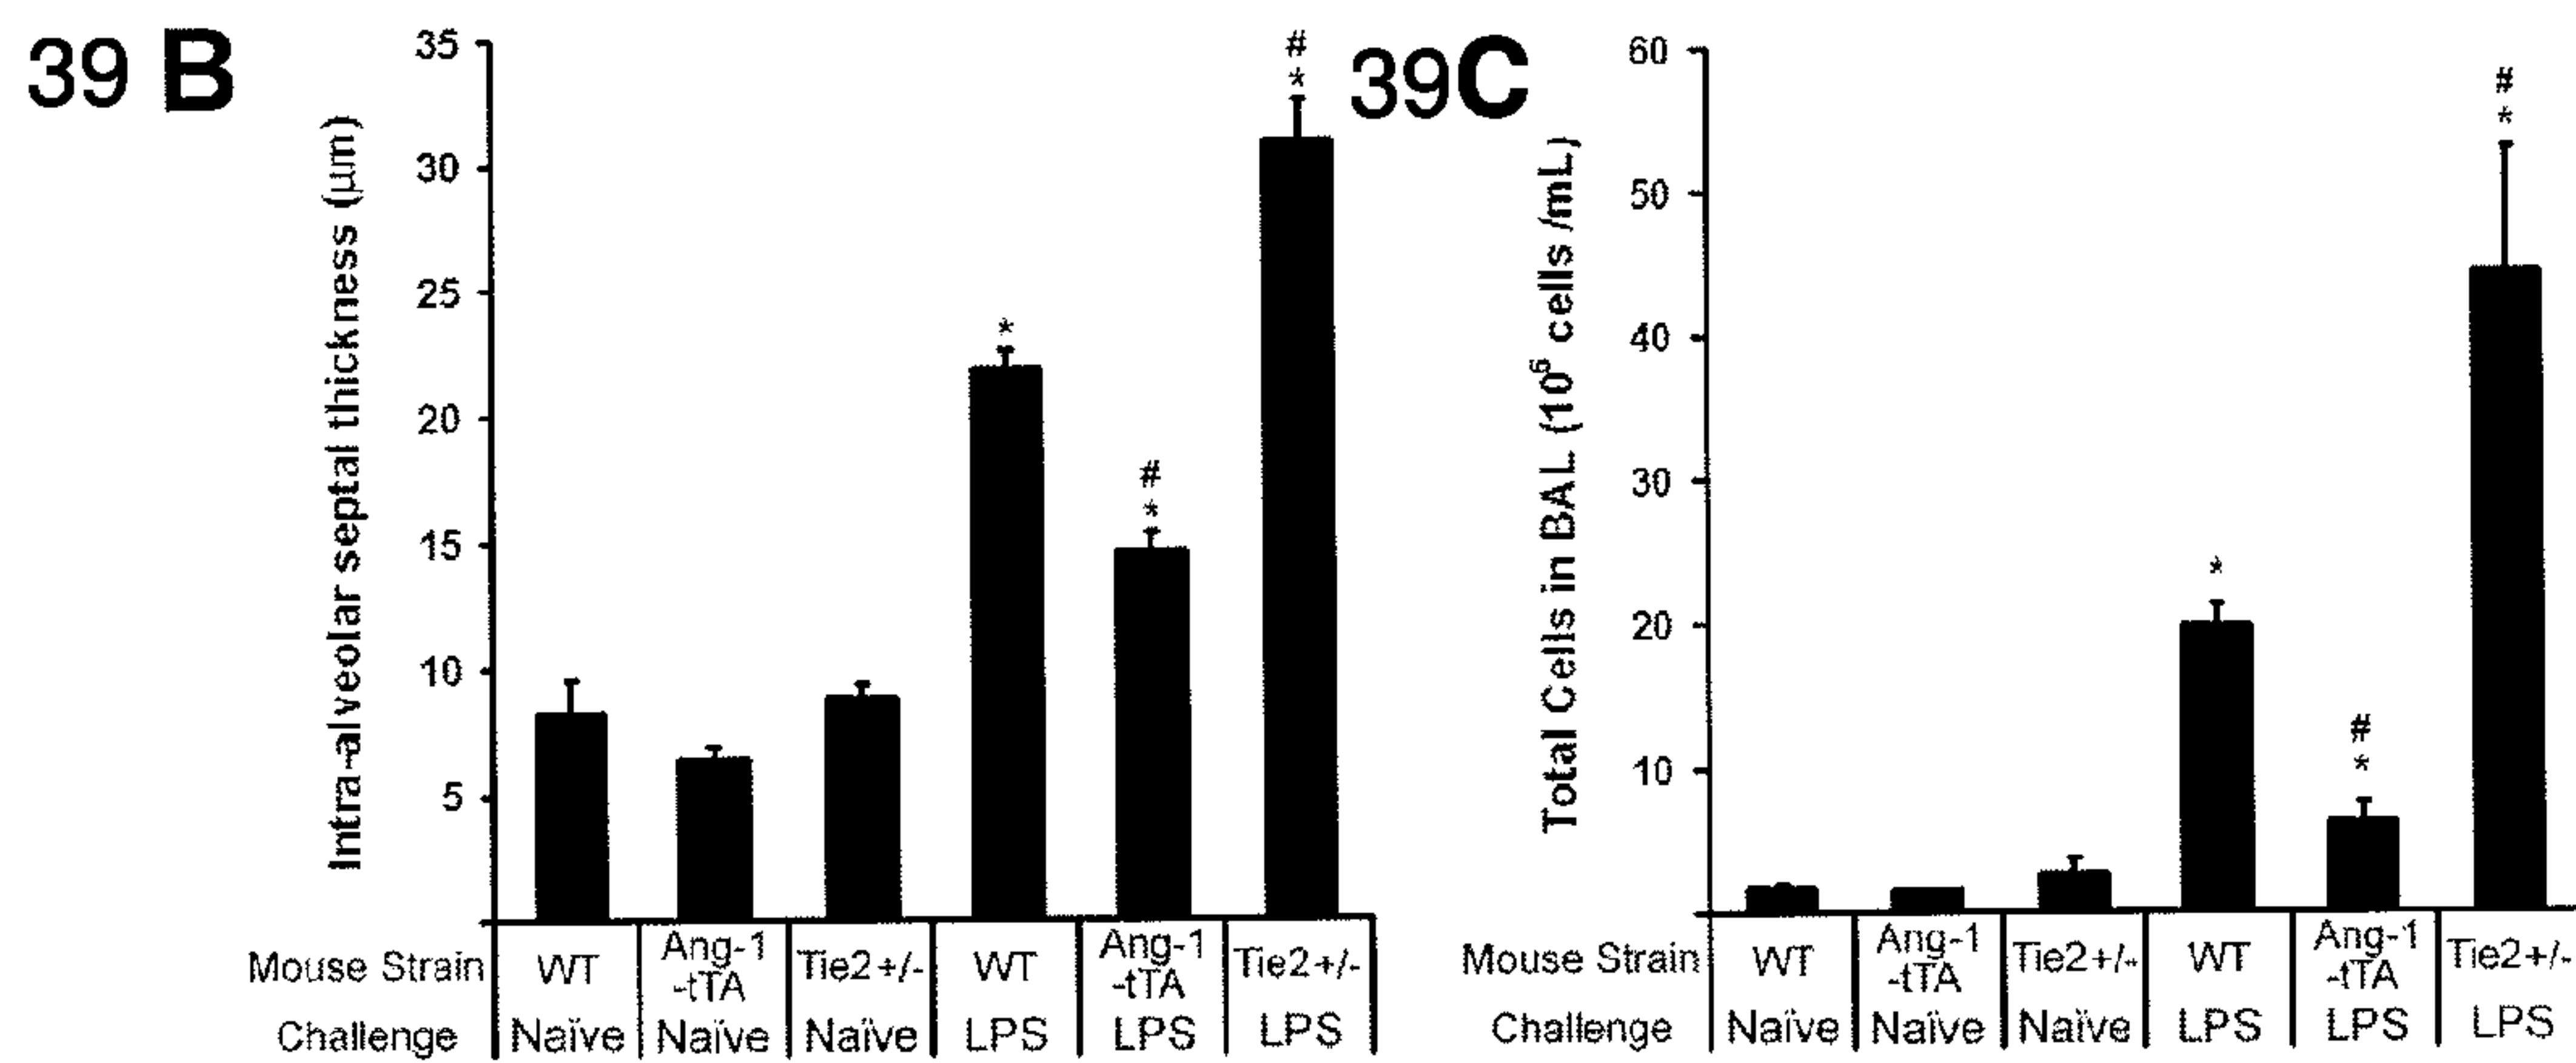 39 B
Intra-alveolar septal thickness (µm)
35
30
25
20
15
10
5
*
#
*
#
*
Mouse Strain WT Ang-1 -tTA Tie2+/- WT Ang-1 -tTA Tie2+/-
Challenge Naïve Naïve Naïve LPS LPS LPS
39C
Total Cells in BAL (10⁶ cells /mL)
60
50
40
30
20
10
*
#
*
#
*
Mouse Strain WT Ang-1 -tTA Tie2+/- WT Ang-1 -tTA Tie2+/-
Challenge Naïve Naïve Naïve LPS LPS LPS